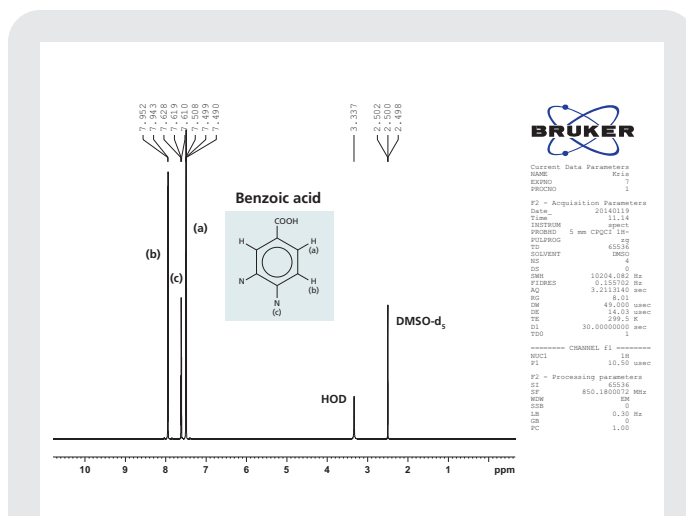 7.952
7.943
7.628
7.619
7.610
7.508
7.499
7.490
3.337
2.502
2.500
2.498
BRUKER
Current Data Parameters
NAME Kris
EXPNO 7
PROCNO 1
F2 - Acquisition Parameters
Date_ 20140119
Time 11.14
INSTRUM spect
PROBHD 5 mm CPQCI 1H-
PULPROG zg
TD 65536
SOLVENT DMSO
NS 4
DS 0
SWH 10204.082 Hz
FIDRES 0.155702 Hz
AQ 3.2113140 sec
RG 8.01
DW 49.000 usec
DE 14.03 usec
TE 299.5 K
D1 30.00000000 sec
TD0 1
======== CHANNEL f1 ========
NUC1 1H
P1 10.50 usec
F2 - Processing parameters
SI 65536
SF 850.1800072 MHz
WDW EM
SSB 0
LB 0.30 Hz
GB 0
PC 1.00
Benzoic acid
COOH
H
H
(a)
N
H
(b)
N
(c)
(a)
(b)
(c)
DMSO-d5
HOD
10 9 8 7 6 5 4 3 2 1 ppm